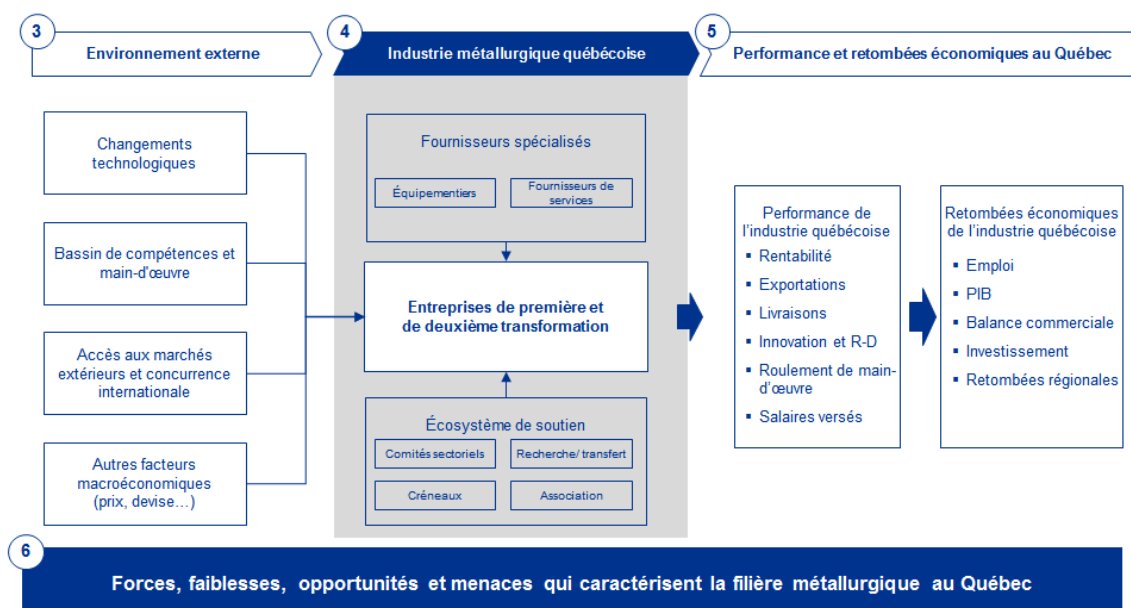 3
Environnement externe
4
Industrie métallurgique québécoise
5
Performance et retombées économiques au Québec
Changements
technologiques
Bassin de compétences et
main-d'œuvre
Accès aux marchés
extérieurs et concurrence
internationale
Autres facteurs
macroéconomiques
(prix, devise…)
Fournisseurs spécialisés
Équipementiers
Fournisseurs de
services
Entreprises de première et
de deuxième transformation
Écosystème de soutien
Comités sectoriels
Recherche/ transfert
Créneaux
Association
Performance de
l'industrie québécoise
▪ Rentabilité
▪ Exportations
▪ Livraisons
▪ Innovation et R-D
▪ Roulement de main-
d'œuvre
▪ Salaires versés
Retombées économiques
de l'industrie québécoise
▪ Emploi
▪ PIB
▪ Balance commerciale
▪ Investissement
▪ Retombées régionales
6
Forces, faiblesses, opportunités et menaces qui caractérisent la filière métallurgique au Québec